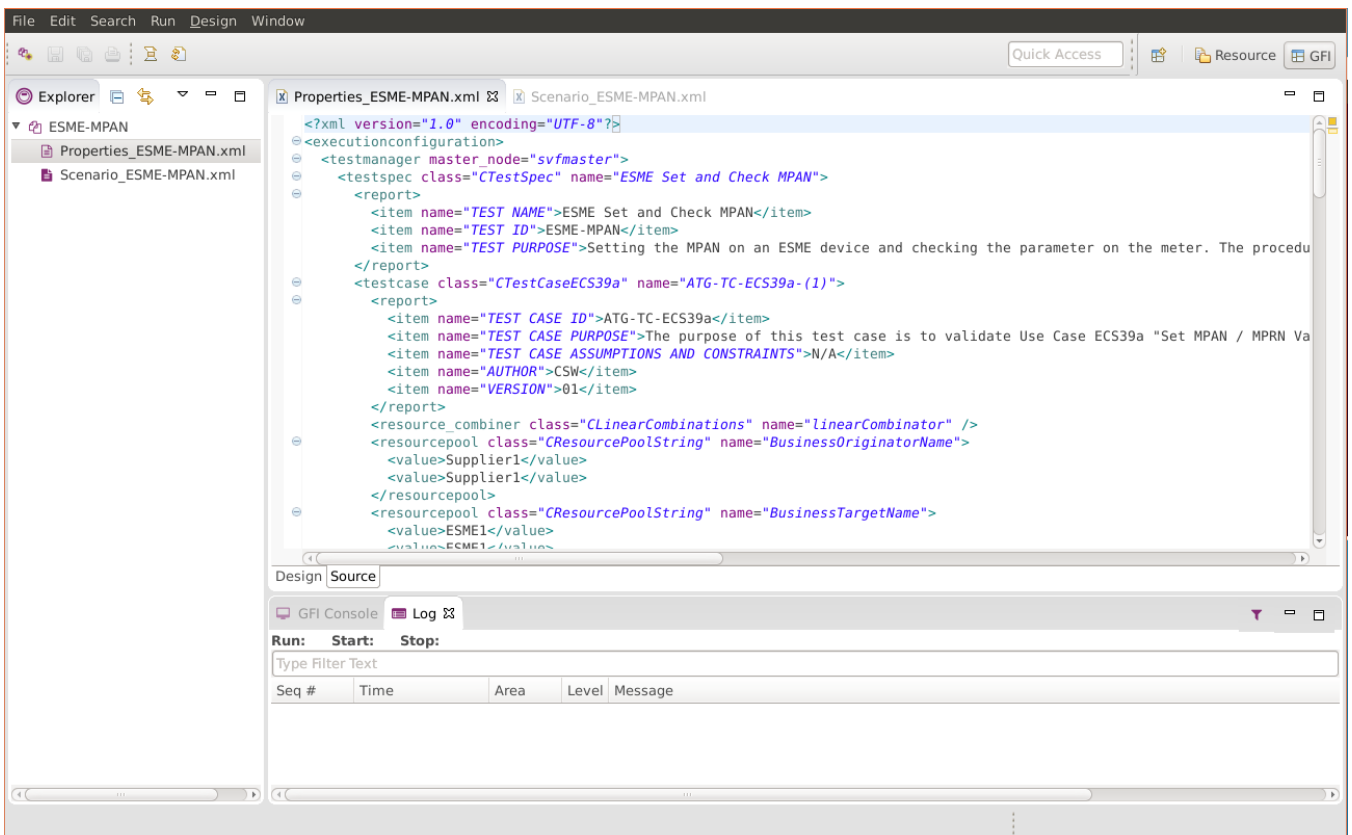 File Edit Search Run Design Window
Quick Access
Resource
GFI
Explorer
ESME-MPAN
Properties_ESME-MPAN.xml
Scenario_ESME-MPAN.xml
Properties_ESME-MPAN.xml
Scenario_ESME-MPAN.xml
<?xml version="1.0" encoding="UTF-8"?>
<executionconfiguration>
<testmanager master_node="svfmaster">
<testspec class="CTestSpec" name="ESME Set and Check MPAN">
<report>
<item name="TEST NAME">ESME Set and Check MPAN</item>
<item name="TEST ID">ESME-MPAN</item>
<item name="TEST PURPOSE">Setting the MPAN on an ESME device and checking the parameter on the meter. The procedu
</report>
<testcase class="CTestCaseECS39a" name="ATG-TC-ECS39a-(1)">
<report>
<item name="TEST CASE ID">ATG-TC-ECS39a</item>
<item name="TEST CASE PURPOSE">The purpose of this test case is to validate Use Case ECS39a "Set MPAN / MPRN Va
<item name="TEST CASE ASSUMPTIONS AND CONSTRAINTS">N/A</item>
<item name="AUTHOR">CSW</item>
<item name="VERSION">01</item>
</report>
<resource_combiner class="CLinearCombinations" name="linearCombinator" />
<resourcepool class="CResourcePoolString" name="BusinessOriginatorName">
<value>Supplier1</value>
<value>Supplier1</value>
</resourcepool>
<resourcepool class="CResourcePoolString" name="BusinessTargetName">
<value>ESME1</value>
<value>ESME1</value>
Design Source
GFI Console
Log
Run: Start: Stop:
Type Filter Text
Seq # Time Area Level Message